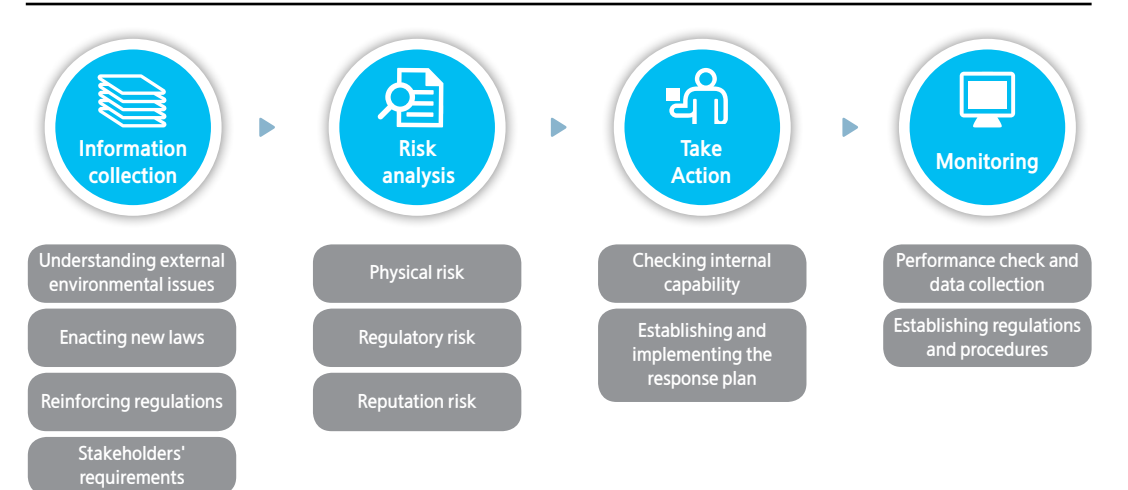 Information
collection
Risk
analysis
Take
Action
Monitoring
Understanding external
environmental issues
Enacting new laws
Reinforcing regulations
Stakeholders'
requirements
Physical risk
Regulatory risk
Reputation risk
Checking internal
capability
Establishing and
implementing the
response plan
Performance check and
data collection
Establishing regulations
and procedures